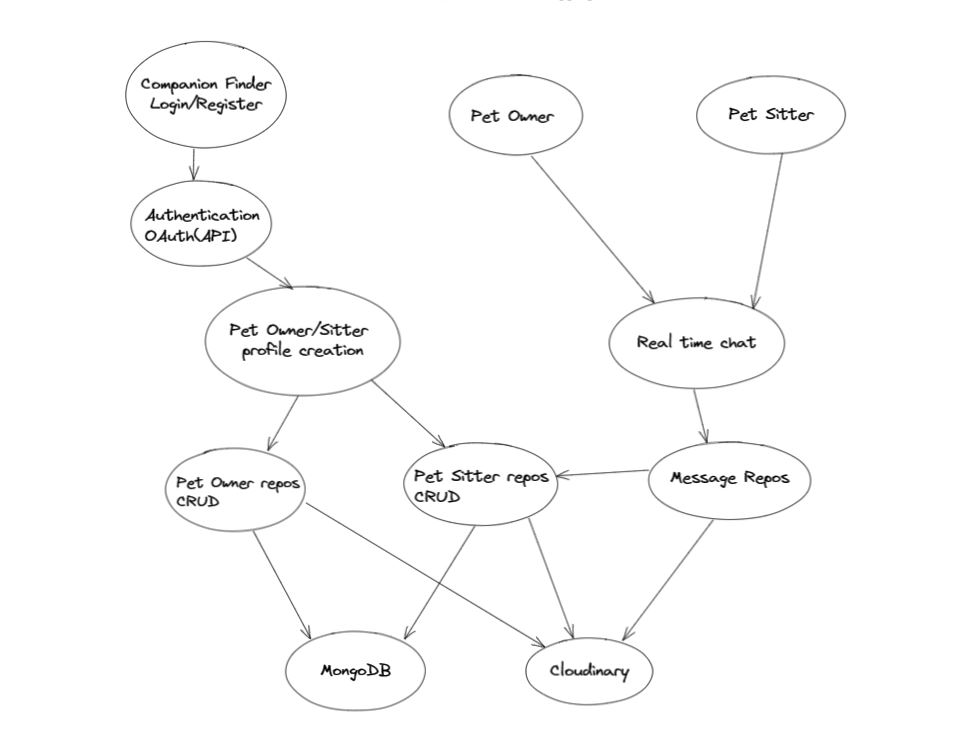 Companion Finder
Login/Register
Pet Owner
Pet Sitter
Authentication
OAuth(API)
Pet Owner/Sitter
profile creation
Real time chat
Pet Owner repos
CRUD
Pet Sitter repos
CRUD
Message Repos
MongoDB
Cloudinary